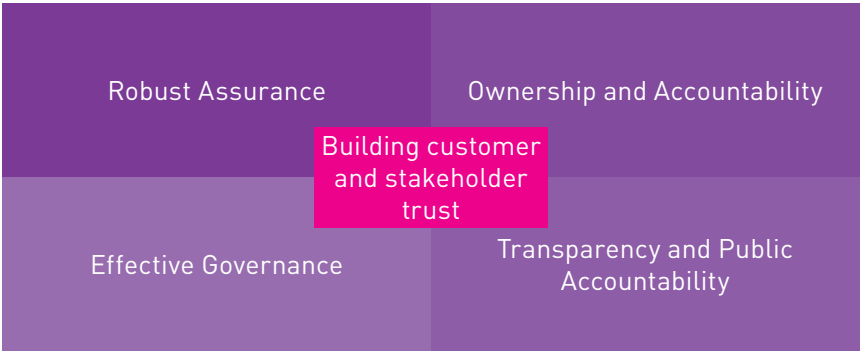 Robust Assurance
Ownership and Accountability
Building customer
and stakeholder
trust
Effective Governance
Transparency and Public
Accountability